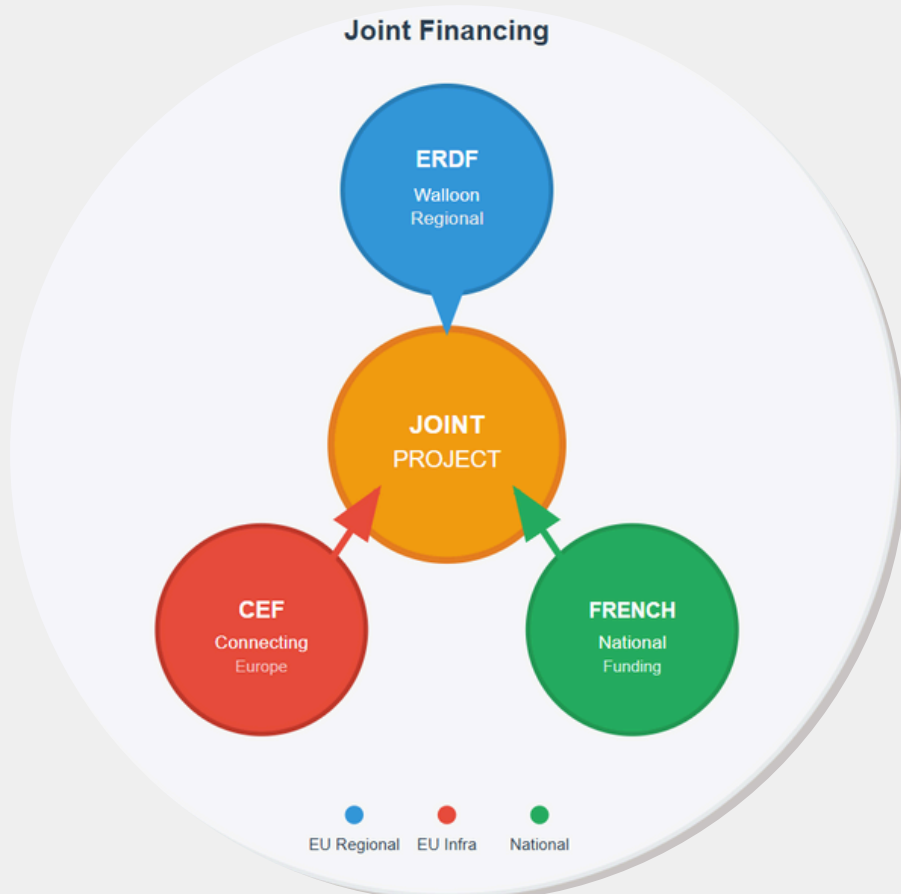 Joint Financing
ERDF
Walloon
Regional
JOINT
PROJECT
CEF
Connecting
Europe
FRENCH
National
Funding
EU Regional
EU Infra
National